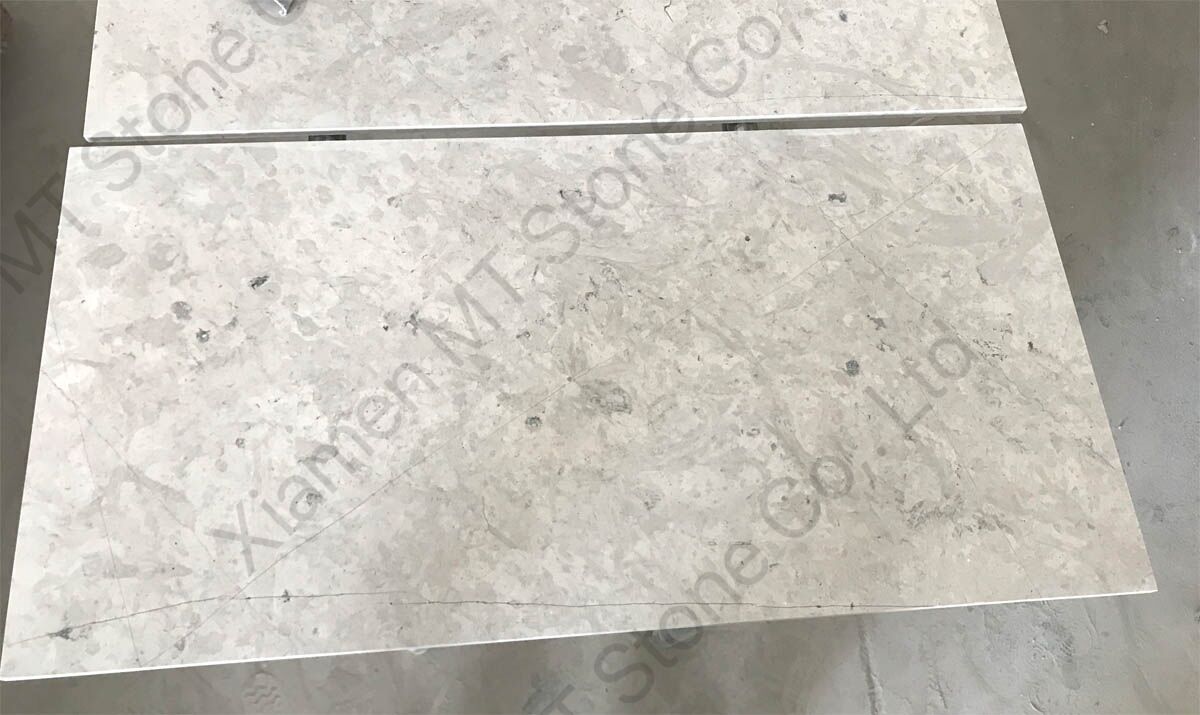 MT Stone Co
Xiamen MT Stone Co,
Co., Ltd
MT Stone